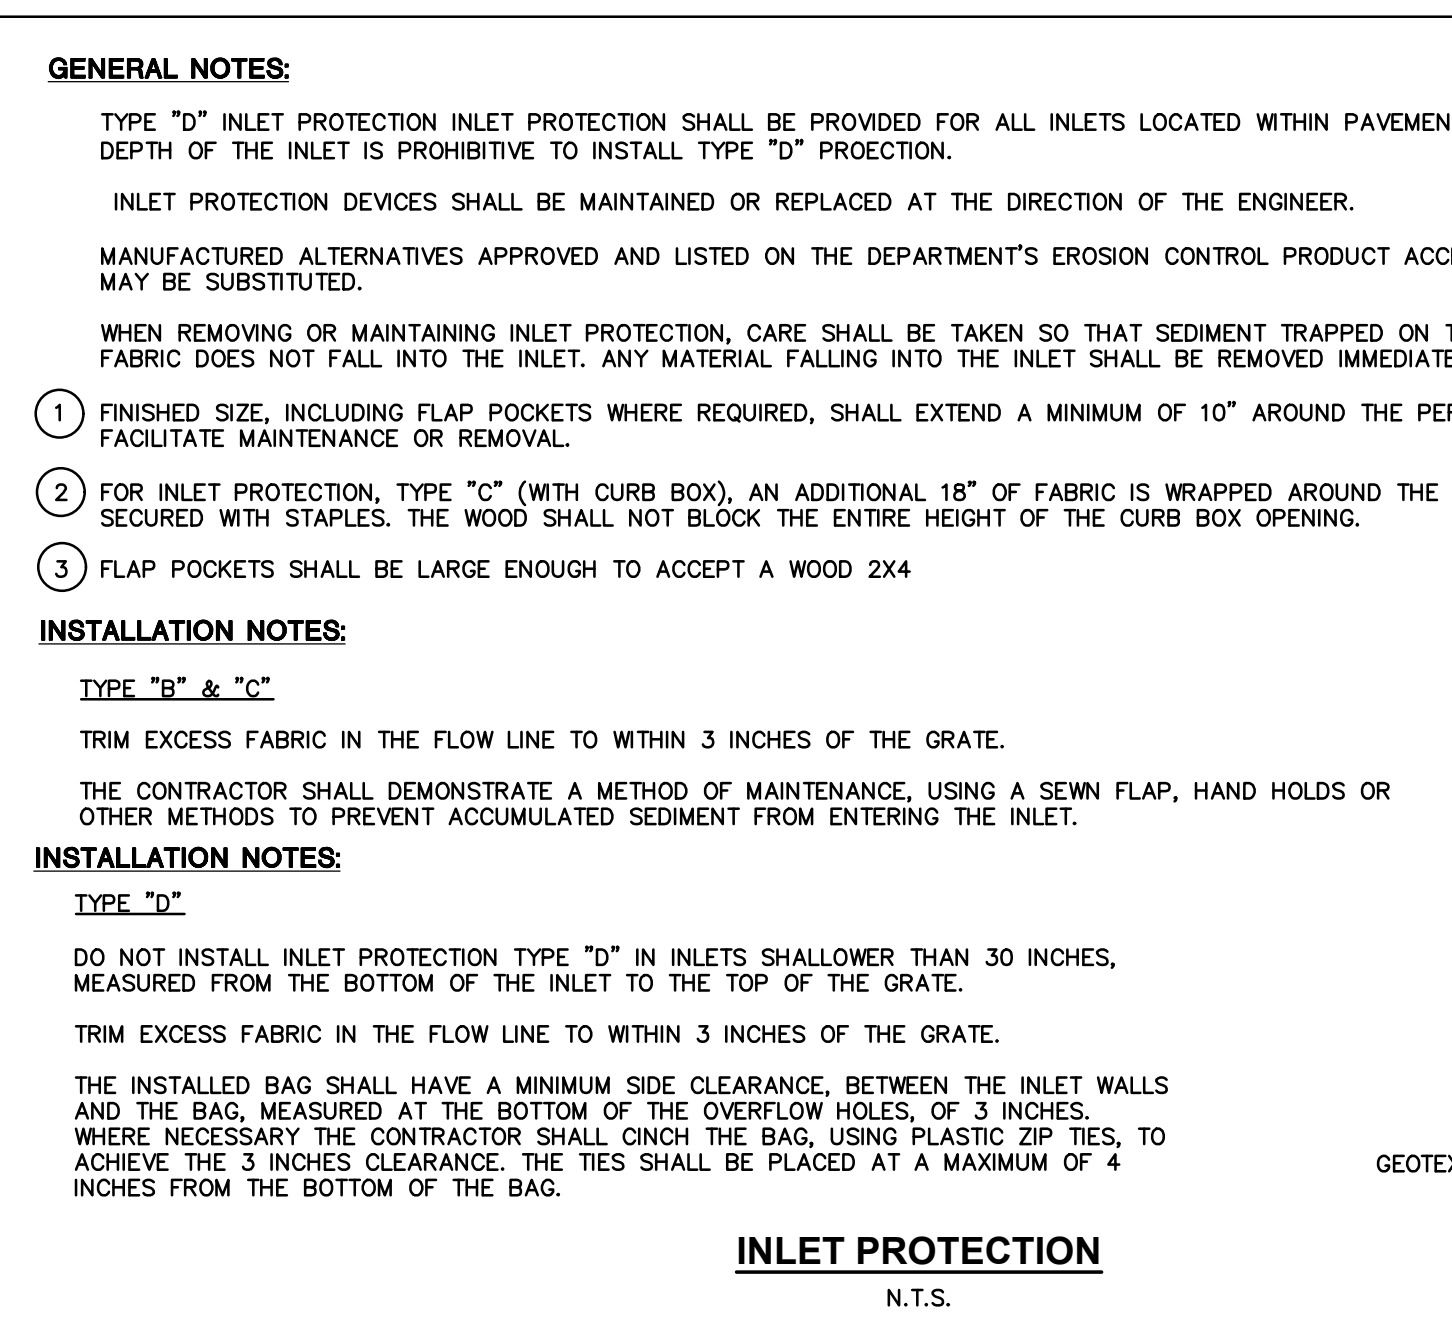 GENERAL NOTES:
TYPE "D" INLET PROTECTION INLET PROTECTION SHALL BE PROVIDED FOR ALL INLETS LOCATED WITHIN PAVEMEN
DEPTH OF THE INLET IS PROHIBITIVE TO INSTALL TYPE "D" PROECTION.
INLET PROTECTION DEVICES SHALL BE MAINTAINED OR REPLACED AT THE DIRECTION OF THE ENGINEER.
MANUFACTURED ALTERNATIVES APPROVED AND LISTED ON THE DEPARTMENT'S EROSION CONTROL PRODUCT ACC
MAY BE SUBSTITUTED.
WHEN REMOVING OR MAINTAINING INLET PROTECTION, CARE SHALL BE TAKEN SO THAT SEDIMENT TRAPPED ON
FABRIC DOES NOT FALL INTO THE INLET. ANY MATERIAL FALLING INTO THE INLET SHALL BE REMOVED IMMEDIATE
1 FINISHED SIZE, INCLUDING FLAP POCKETS WHERE REQUIRED, SHALL EXTEND A MINIMUM OF 10" AROUND THE PE
FACILITATE MAINTENANCE OR REMOVAL.
2 FOR INLET PROTECTION, TYPE "C" (WITH CURB BOX), AN ADDITIONAL 18" OF FABRIC IS WRAPPED AROUND THE
SECURED WITH STAPLES. THE WOOD SHALL NOT BLOCK THE ENTIRE HEIGHT OF THE CURB BOX OPENING.
3 FLAP POCKETS SHALL BE LARGE ENOUGH TO ACCEPT A WOOD 2X4
INSTALLATION NOTES:
TYPE "B" & "C"
TRIM EXCESS FABRIC IN THE FLOW LINE TO WITHIN 3 INCHES OF THE GRATE.
THE CONTRACTOR SHALL DEMONSTRATE A METHOD OF MAINTENANCE, USING A SEWN FLAP, HAND HOLDS OR
OTHER METHODS TO PREVENT ACCUMULATED SEDIMENT FROM ENTERING THE INLET.
INSTALLATION NOTES:
TYPE "D"
DO NOT INSTALL INLET PROTECTION TYPE "D" IN INLETS SHALLOWER THAN 30 INCHES,
MEASURED FROM THE BOTTOM OF THE INLET TO THE TOP OF THE GRATE.
TRIM EXCESS FABRIC IN THE FLOW LINE TO WITHIN 3 INCHES OF THE GRATE.
THE INSTALLED BAG SHALL HAVE A MINIMUM SIDE CLEARANCE, BETWEEN THE INLET WALLS
AND THE BAG, MEASURED AT THE BOTTOM OF THE OVERFLOW HOLES, OF 3 INCHES.
WHERE NECESSARY THE CONTRACTOR SHALL CINCH THE BAG, USING PLASTIC ZIP TIES, TO
ACHIEVE THE 3 INCHES CLEARANCE. THE TIES SHALL BE PLACED AT A MAXIMUM OF 4
INCHES FROM THE BOTTOM OF THE BAG.
GEOTEX
INLET PROTECTION
N.T.S.